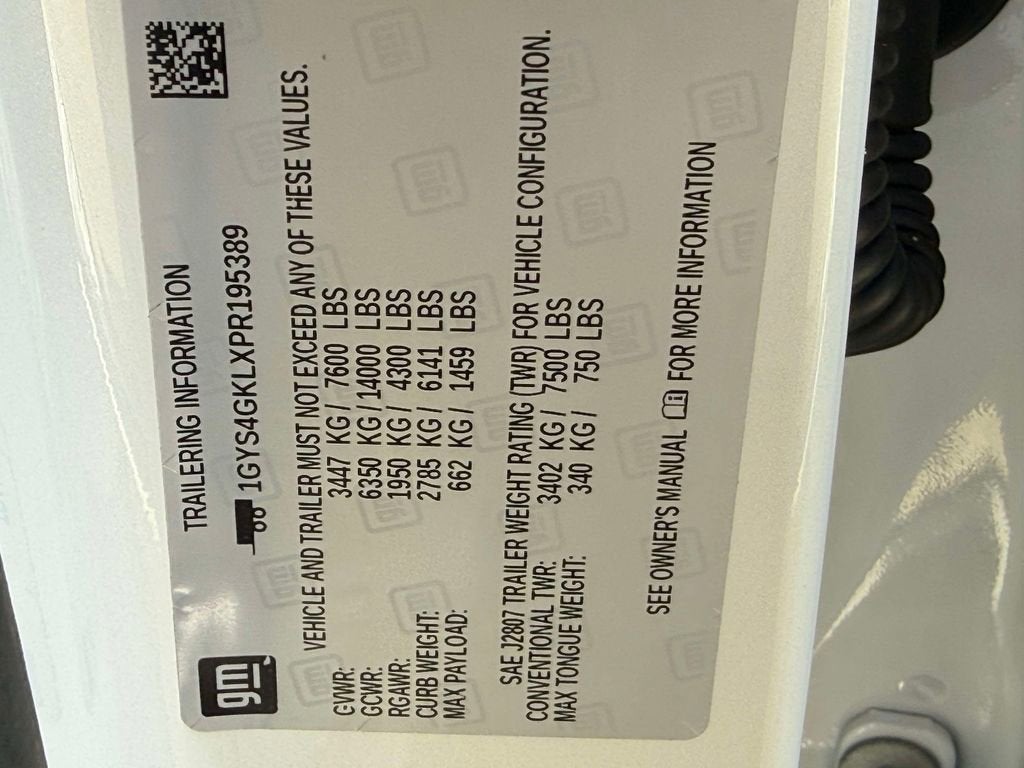 gm
TRAILERING INFORMATION
1GYS4GKLXPR195389
VEHICLE AND TRAILER MUST NOT EXCEED ANY OF THESE VALUES.
GVWR: 3447 KG / 7600 LBS
GCWR: 6350 KG / 14000 LBS
RGAWR: 1950 KG / 4300 LBS
CURB WEIGHT: 2785 KG / 6141 LBS
MAX PAYLOAD: 662 KG / 1459 LBS
SAE J2807 TRAILER WEIGHT RATING (TWR) FOR VEHICLE CONFIGURATION.
CONVENTIONAL TWR: 3402 KG / 7500 LBS
MAX TONGUE WEIGHT: 340 KG / 750 LBS
SEE OWNER'S MANUAL FOR MORE INFORMATION